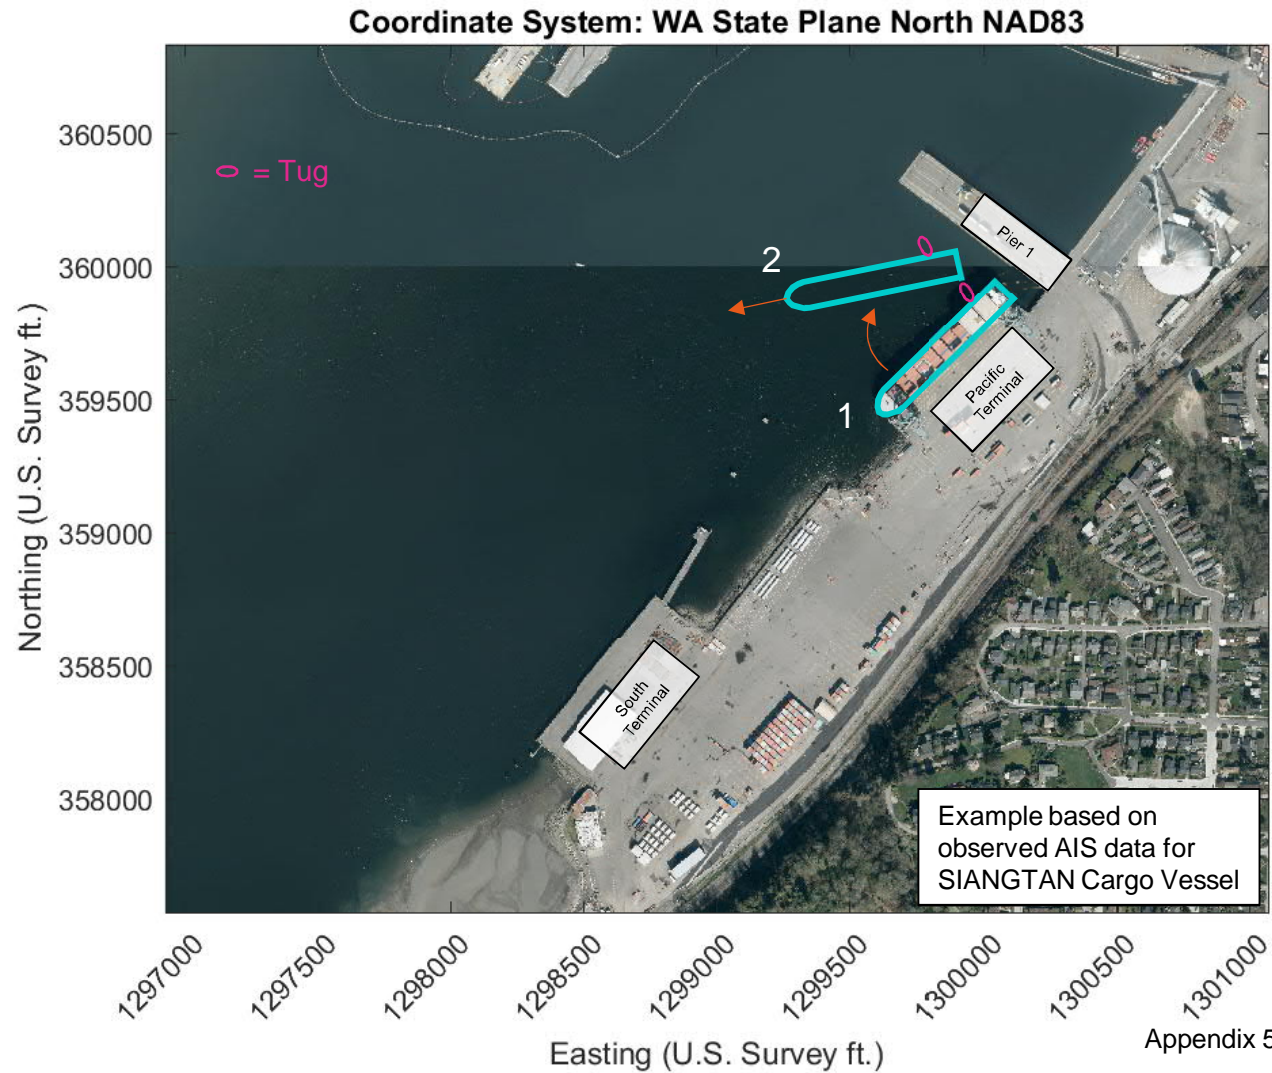 Coordinate System: WA State Plane North NAD83
360500
360000
359500
359000
358500
358000
Northing (U.S. Survey ft.)
= Tug
Pier 1
2
1
Pacific
Terminal
South
Terminal
Example based on
observed AIS data for
SIANGTAN Cargo Vessel
1297000
1297500
1298000
1298500
1299000
1299500
1300000
1300500
1301000
Easting (U.S. Survey ft.)
Appendix 5